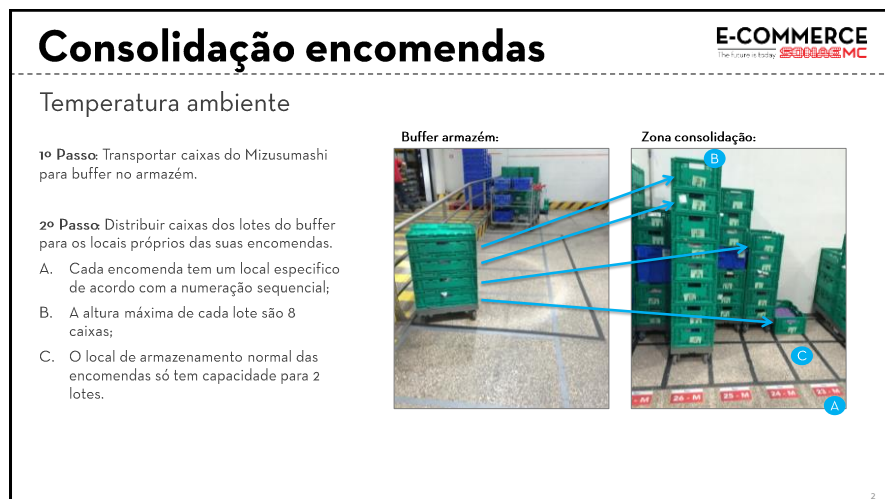 Consolidação encomendas
E-COMMERCE
The future is today SONAE MC
Temperatura ambiente
1º Passo: Transportar caixas do Mizusumashi
para buffer no armazém.
2º Passo: Distribuir caixas dos lotes do buffer
para os locais próprios das suas encomendas.
A. Cada encomenda tem um local especifico
de acordo com a numeração sequencial;
B. A altura máxima de cada lote são 8
caixas;
C. O local de armazenamento normal das
encomendas só tem capacidade para 2
lotes.
Buffer armazém:
Zona consolidação:
B
C
- M 26 - M 25 - M 24 - M 23 - M
A
2